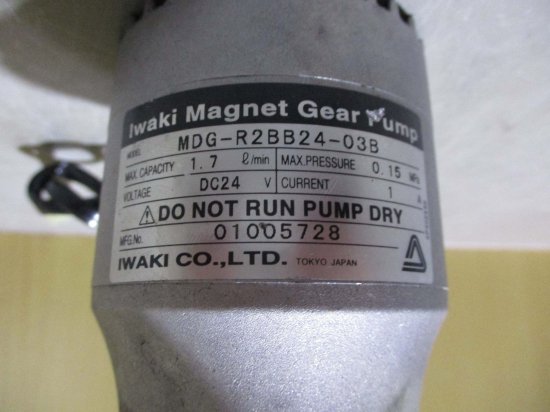 Iwaki Magnet Gear Pump
MODEL MDG-R2BB24-03B
MAX. CAPACITY 1.7 ℓ/min MAX. PRESSURE 0.15 MPa
VOLTAGE DC24 V CURRENT 1 A
⚠ DO NOT RUN PUMP DRY
MFG.No. 01005728
IWAKI CO.,LTD. TOKYO JAPAN